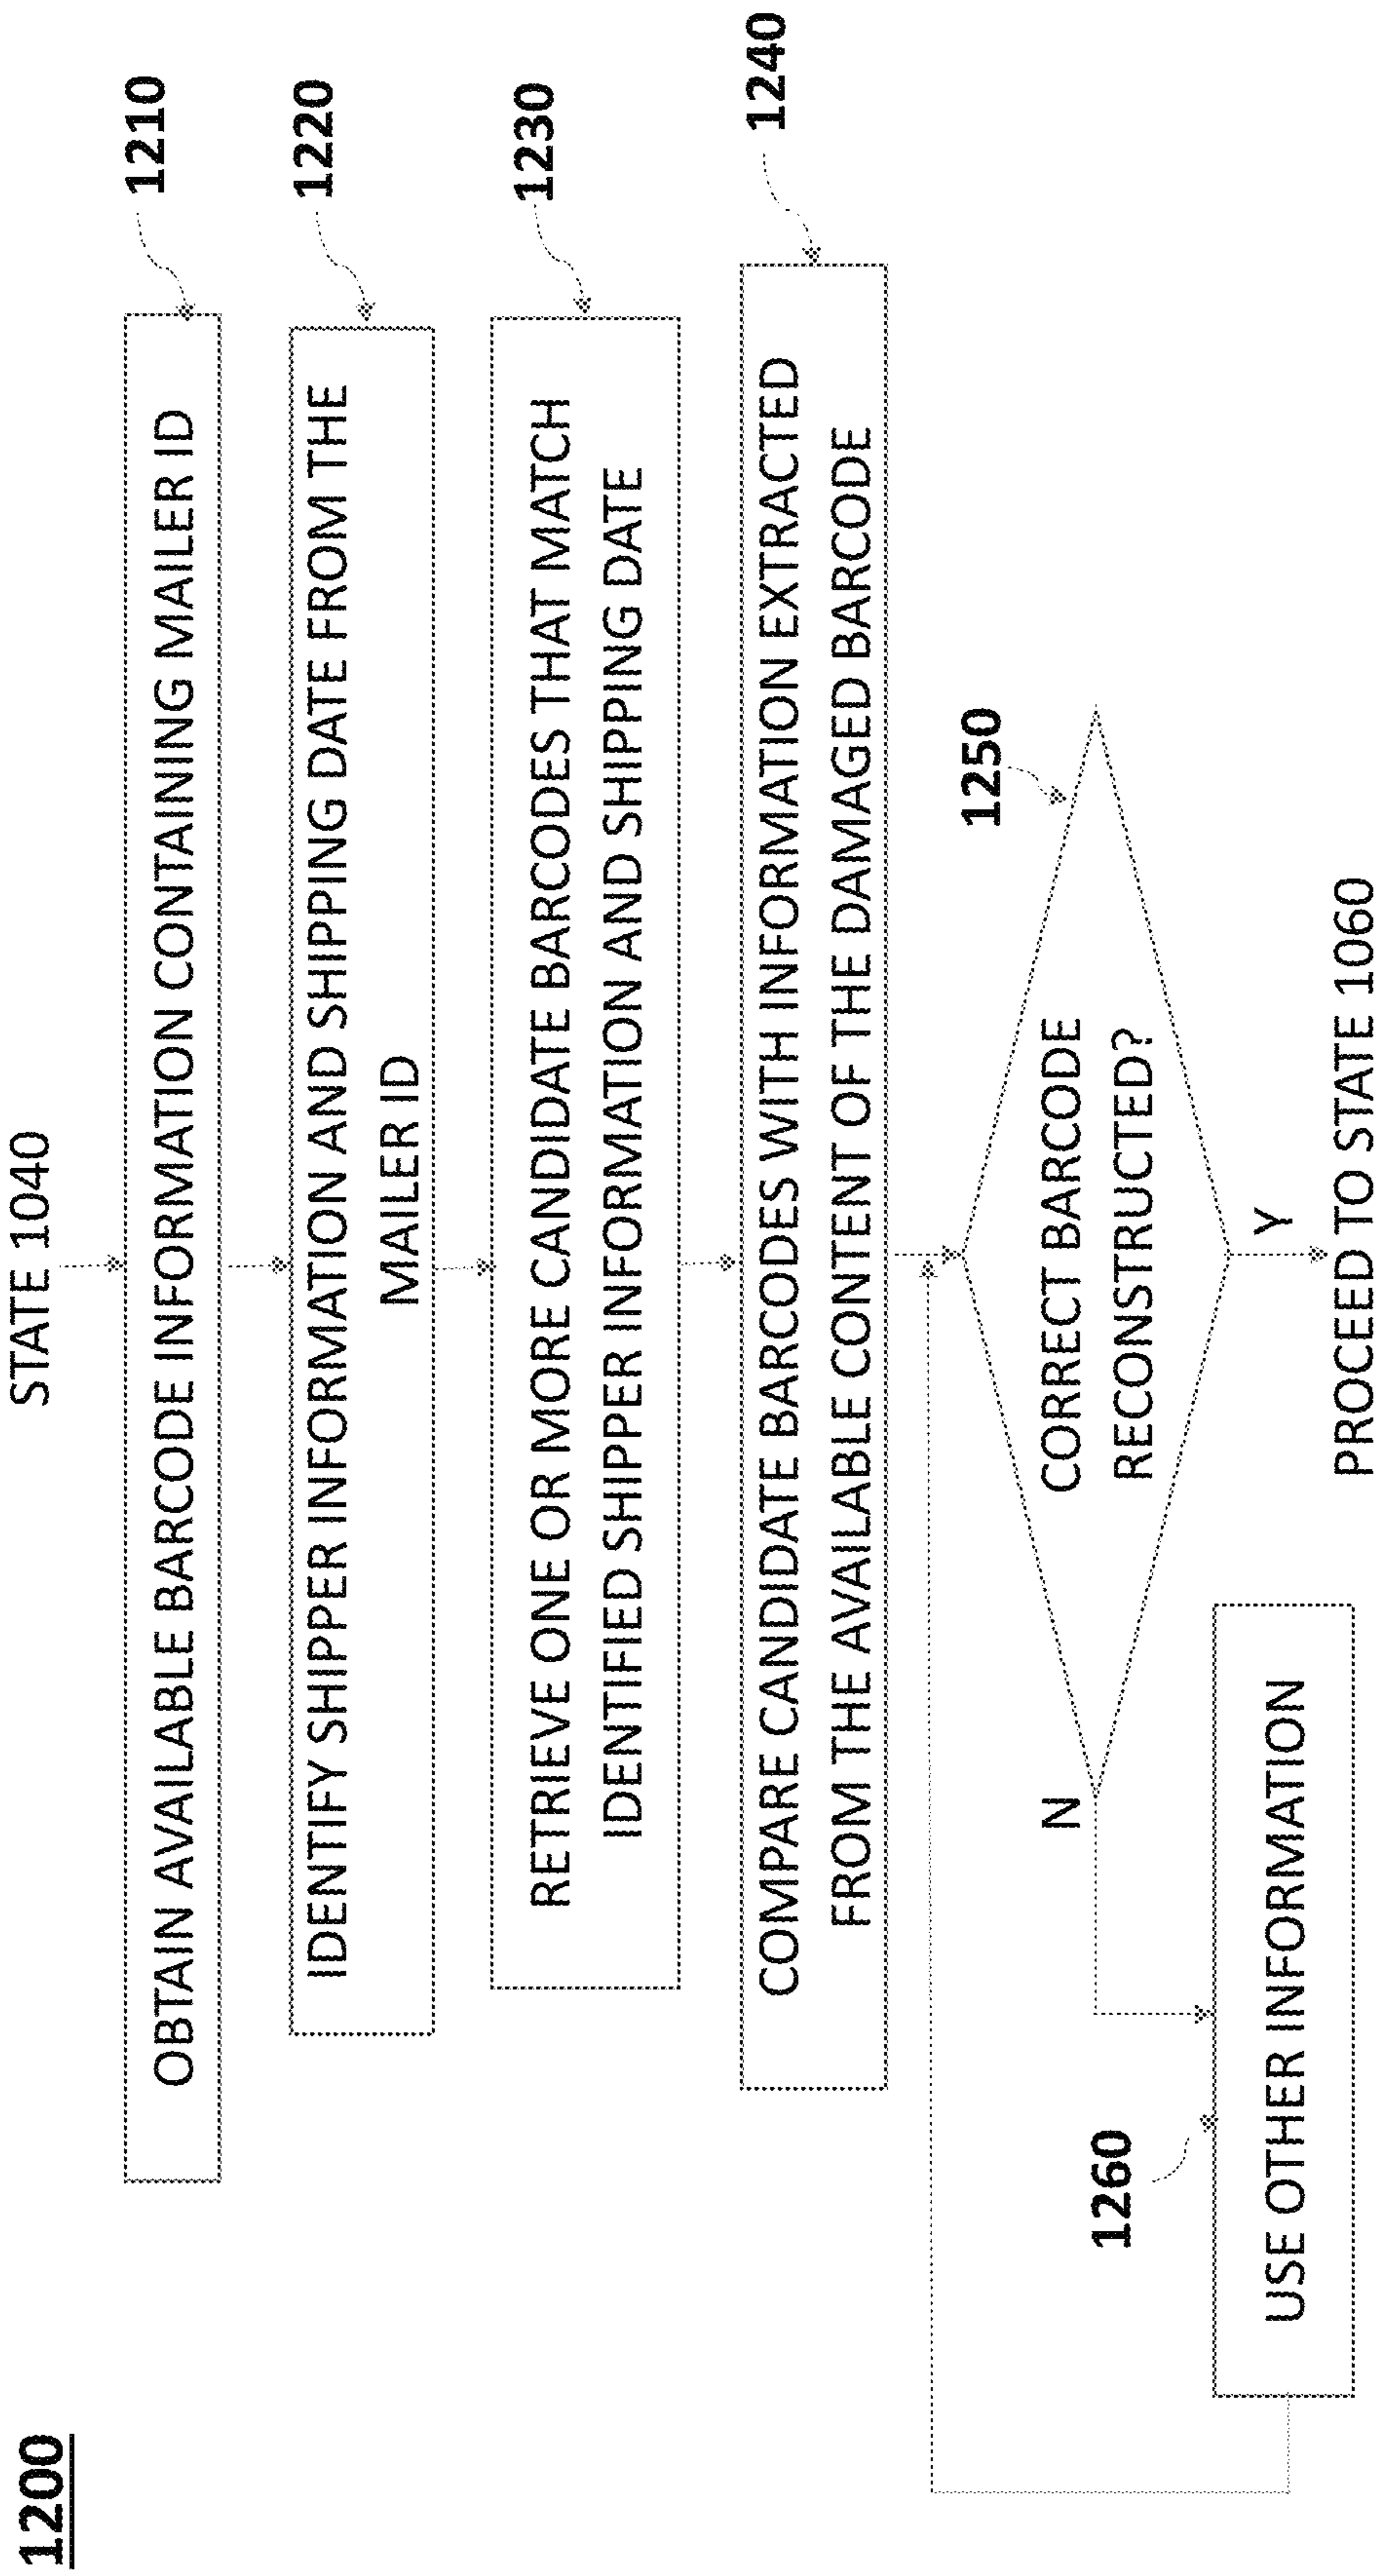 1200
STATE 1040
1210
OBTAIN AVAILABLE BARCODE INFORMATION CONTAINING MAILER ID
1220
IDENTIFY SHIPPER INFORMATION AND SHIPPING DATE FROM THE
MAILER ID
1230
RETRIEVE ONE OR MORE CANDIDATE BARCODES THAT MATCH
IDENTIFIED SHIPPER INFORMATION AND SHIPPING DATE
1240
COMPARE CANDIDATE BARCODES WITH INFORMATION EXTRACTED
FROM THE AVAILABLE CONTENT OF THE DAMAGED BARCODE
1250
CORRECT BARCODE
RECONSTRUCTED?
N
1260
USE OTHER INFORMATION
Y
PROCEED TO STATE 1060